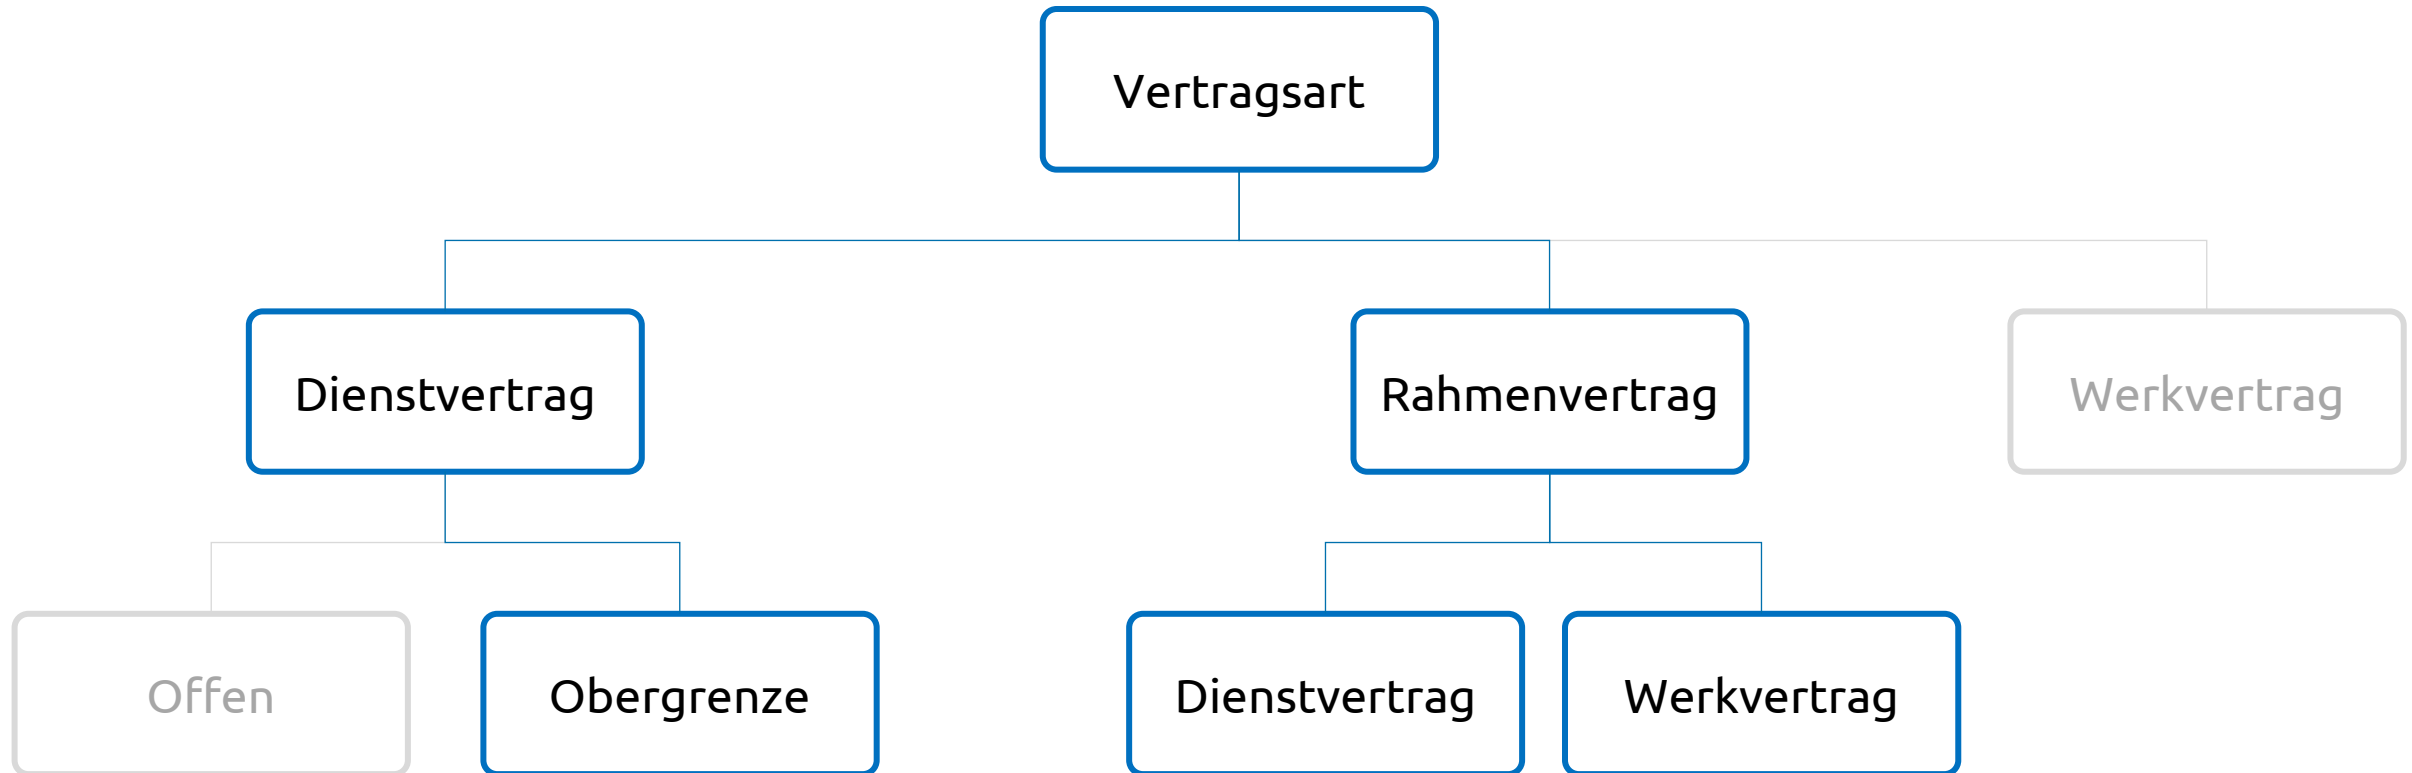 Vertragsart
Dienstvertrag
Rahmenvertrag
Werkvertrag
Offen
Obergrenze
Dienstvertrag
Werkvertrag